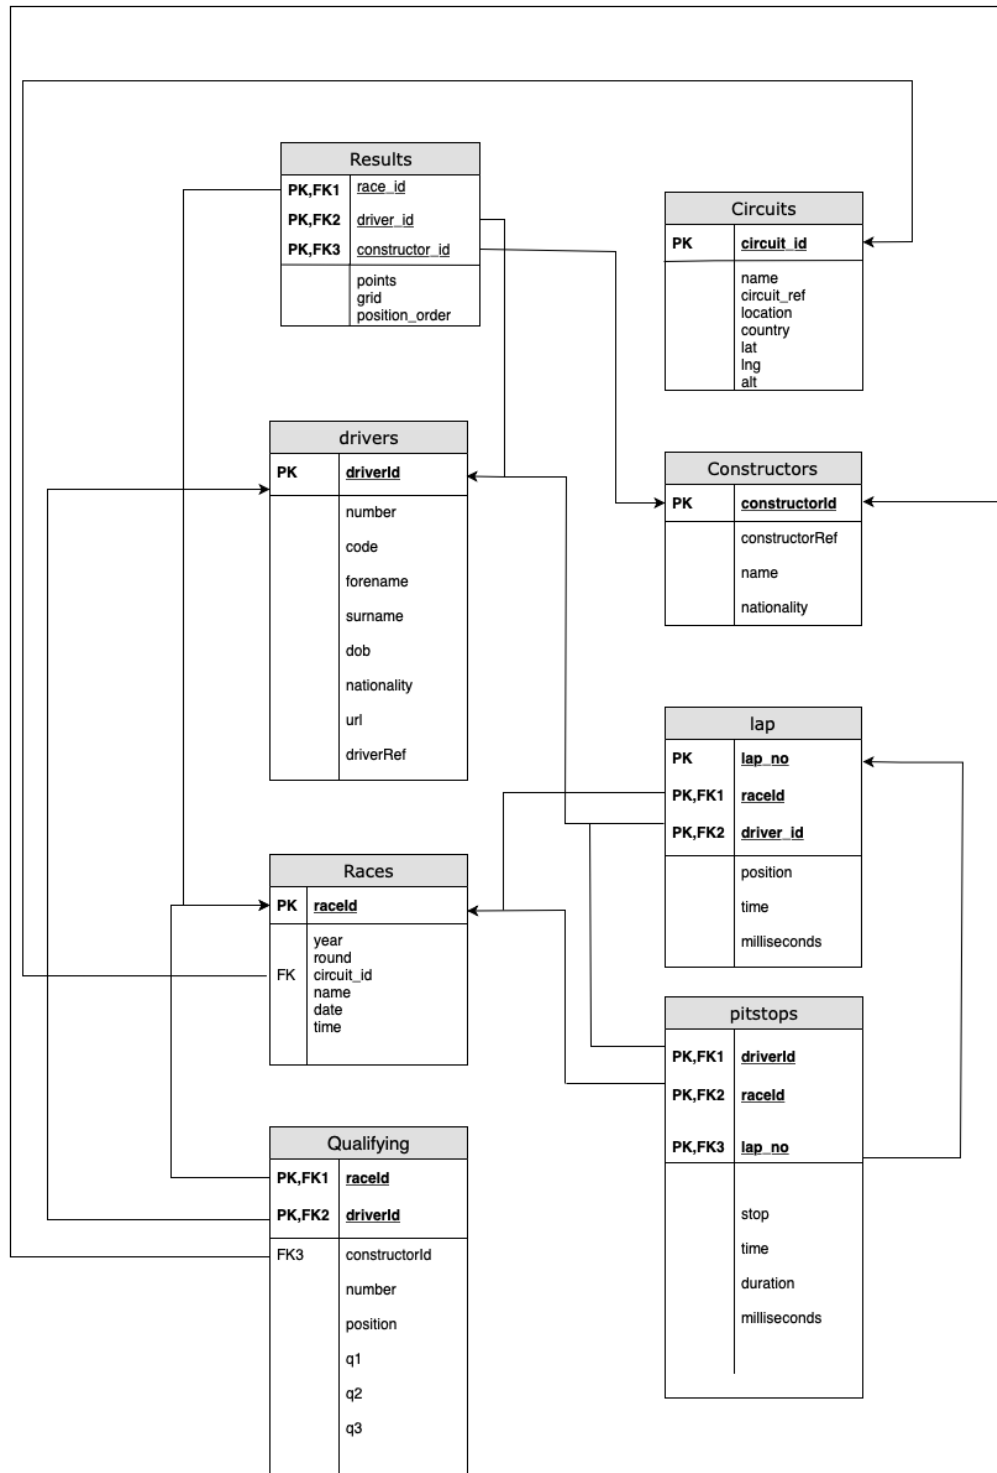 Results
PK,FK1 race_id
PK,FK2 driver_id
PK,FK3 constructor_id
points
grid
position_order
Circuits
PK circuit_id
name
circuit_ref
location
country
lat
lng
alt
drivers
PK driverId
number
code
forename
surname
dob
nationality
url
driverRef
Constructors
PK constructorId
constructorRef
name
nationality
lap
PK lap_no
PK,FK1 raceId
PK,FK2 driver_id
position
time
milliseconds
Races
PK raceId
year
round
FK circuit_id
name
date
time
pitstops
PK,FK1 driverId
PK,FK2 raceId
PK,FK3 lap_no
stop
time
duration
milliseconds
Qualifying
PK,FK1 raceId
PK,FK2 driverId
FK3 constructorId
number
position
q1
q2
q3